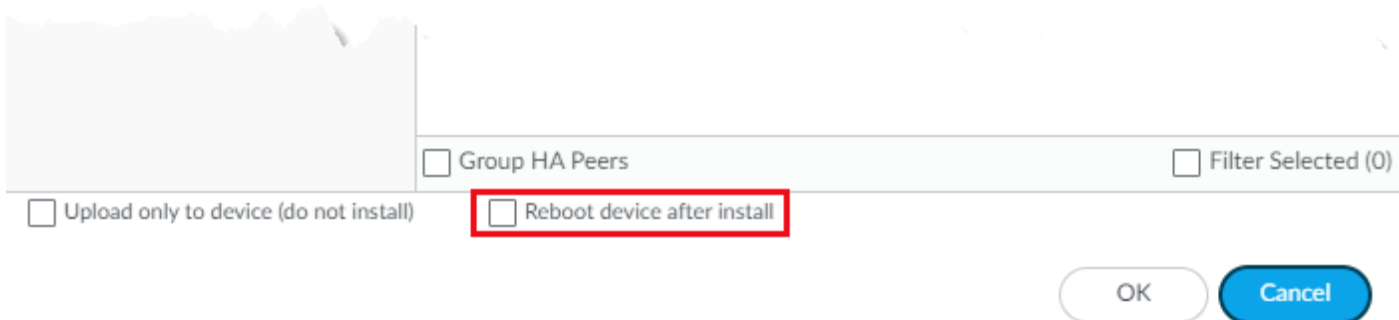 Group HA Peers
Filter Selected (0)
Upload only to device (do not install)
Reboot device after install
OK
Cancel